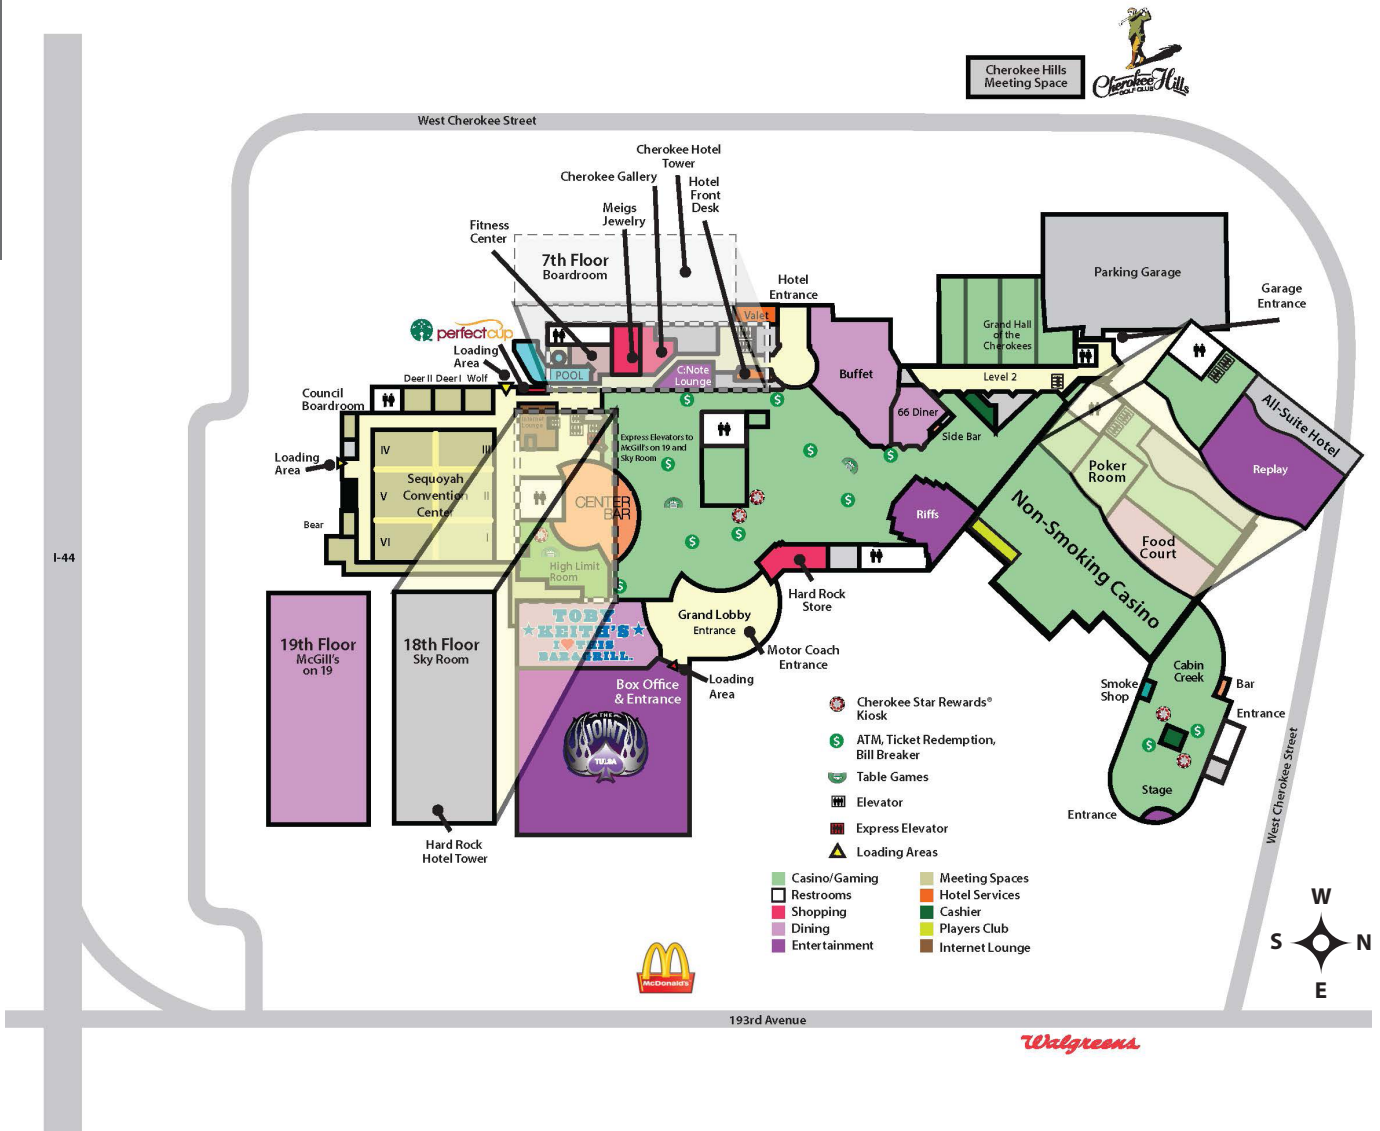 Cherokee Hills
Meeting Space
Cherokee Hills
GOLF CLUB
West Cherokee Street
Cherokee Hotel
Tower
Cherokee Gallery
Hotel
Front
Desk
Meigs
Jewelry
Fitness
Center
7th Floor
Boardroom
Hotel
Entrance
Parking Garage
Garage
Entrance
Valet
perfectcup
Loading
Area
POOL
C:Note
Lounge
Buffet
Grand Hall
of the
Cherokees
Level 2
66 Diner
Side Bar
All-Suite Hotel
Replay
Deer II
Deer I
Wolf
Council
Boardroom
Loading
Area
Bear
IV
III
Sequoyah
Convention
Center
V
II
VI
I
Express Elevators to
McGill's on 19 and
Sky Room
CENTER
BAR
High Limit
Room
Riffs
Poker
Room
Food
Court
Non-Smoking Casino
I-44
Hard Rock
Store
Grand Lobby
Entrance
Motor Coach
Entrance
Loading
Area
TOBY
KEITH'S
I THIS
BAR & GRILL.
19th Floor
McGill's
on 19
18th Floor
Sky Room
Hard Rock
Hotel Tower
Box Office
& Entrance
THE
JOINT
TULSA
Cabin
Creek
Smoke
Shop
Bar
Entrance
Stage
Entrance
West Cherokee Street
Cherokee Star Rewards®
Kiosk
ATM, Ticket Redemption,
Bill Breaker
Table Games
Elevator
Express Elevator
Loading Areas
Casino/Gaming
Restrooms
Shopping
Dining
Entertainment
Meeting Spaces
Hotel Services
Cashier
Players Club
Internet Lounge
W
S
N
E
McDonald's
193rd Avenue
Walgreens